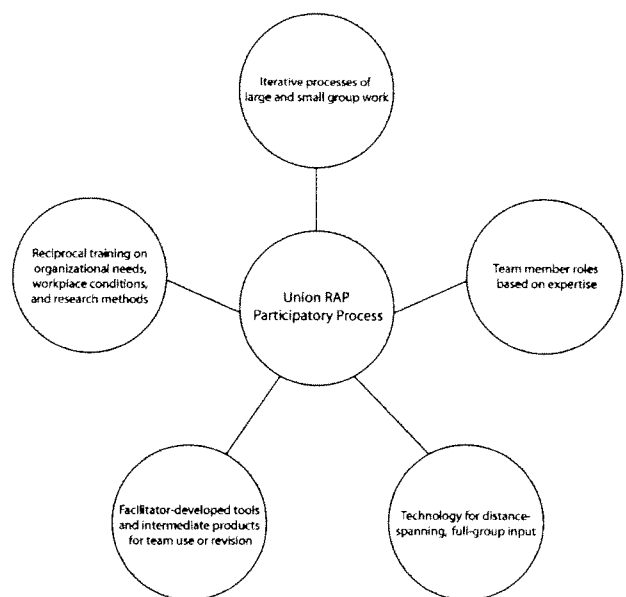 Iterative processes of
large and small group work
Reciprocal training on
organizational needs,
workplace conditions,
and research methods
Union RAP
Participatory Process
Team member roles
based on expertise
Facilitator-developed tools
and intermediate products
for team use or revision
Technology for distance-
spanning, full-group input